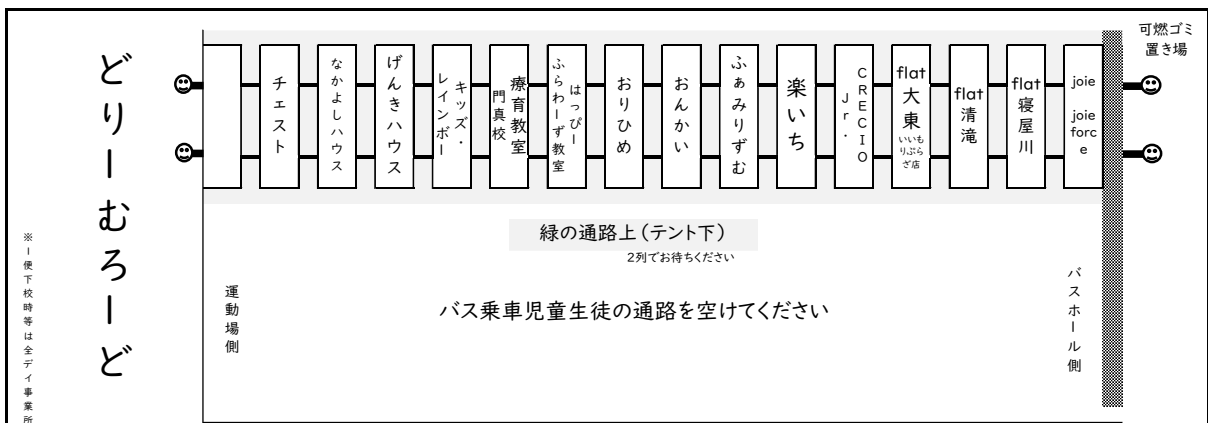 どりーむろーど
※1便下校時等は全デイ事業所
チェスト
なかよしハウス
げんきハウス
キッズ・
レインボー
療育教室
門真校
はっぴー
ふらわーず教室
おりひめ
おんかい
ふぁみりずむ
楽いち
CRECIO
Jr.
flat
大東
いいも
りぷら
ざ店
flat
清滝
flat
寝屋川
joie
joie
forc
e
可燃ゴミ
置き場
緑の通路上（テント下）
2列でお待ちください
運動場側
バス乗車児童生徒の通路を空けてください
バスホール側